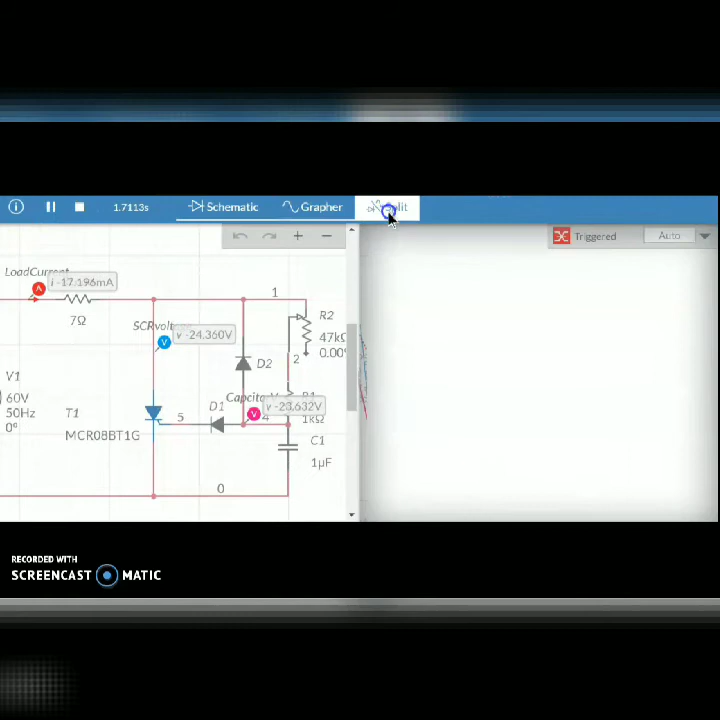 1.7113s Schematic Grapher Split
Triggered Auto
LoadCurrent
i -17.196mA
7Ω
1
R2
47kΩ
0.00
SCRvolt
v -24.360V
2
D2
V1
60V
50Hz
0°
T1
MCR08BT1G
5
D1
v -23.632V
4
R1
1kΩ
C1
1μF
0
RECORDED WITH
SCREENCAST MATIC